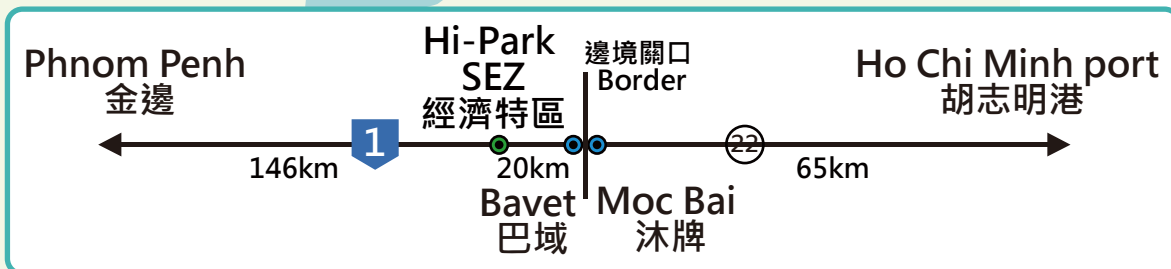 Phnom Penh
金邊
Hi-Park
SEZ
經濟特區
邊境關口
Border
Ho Chi Minh port
胡志明港
146km
1
20km
22
65km
Bavet
巴域
Moc Bai
沐牌